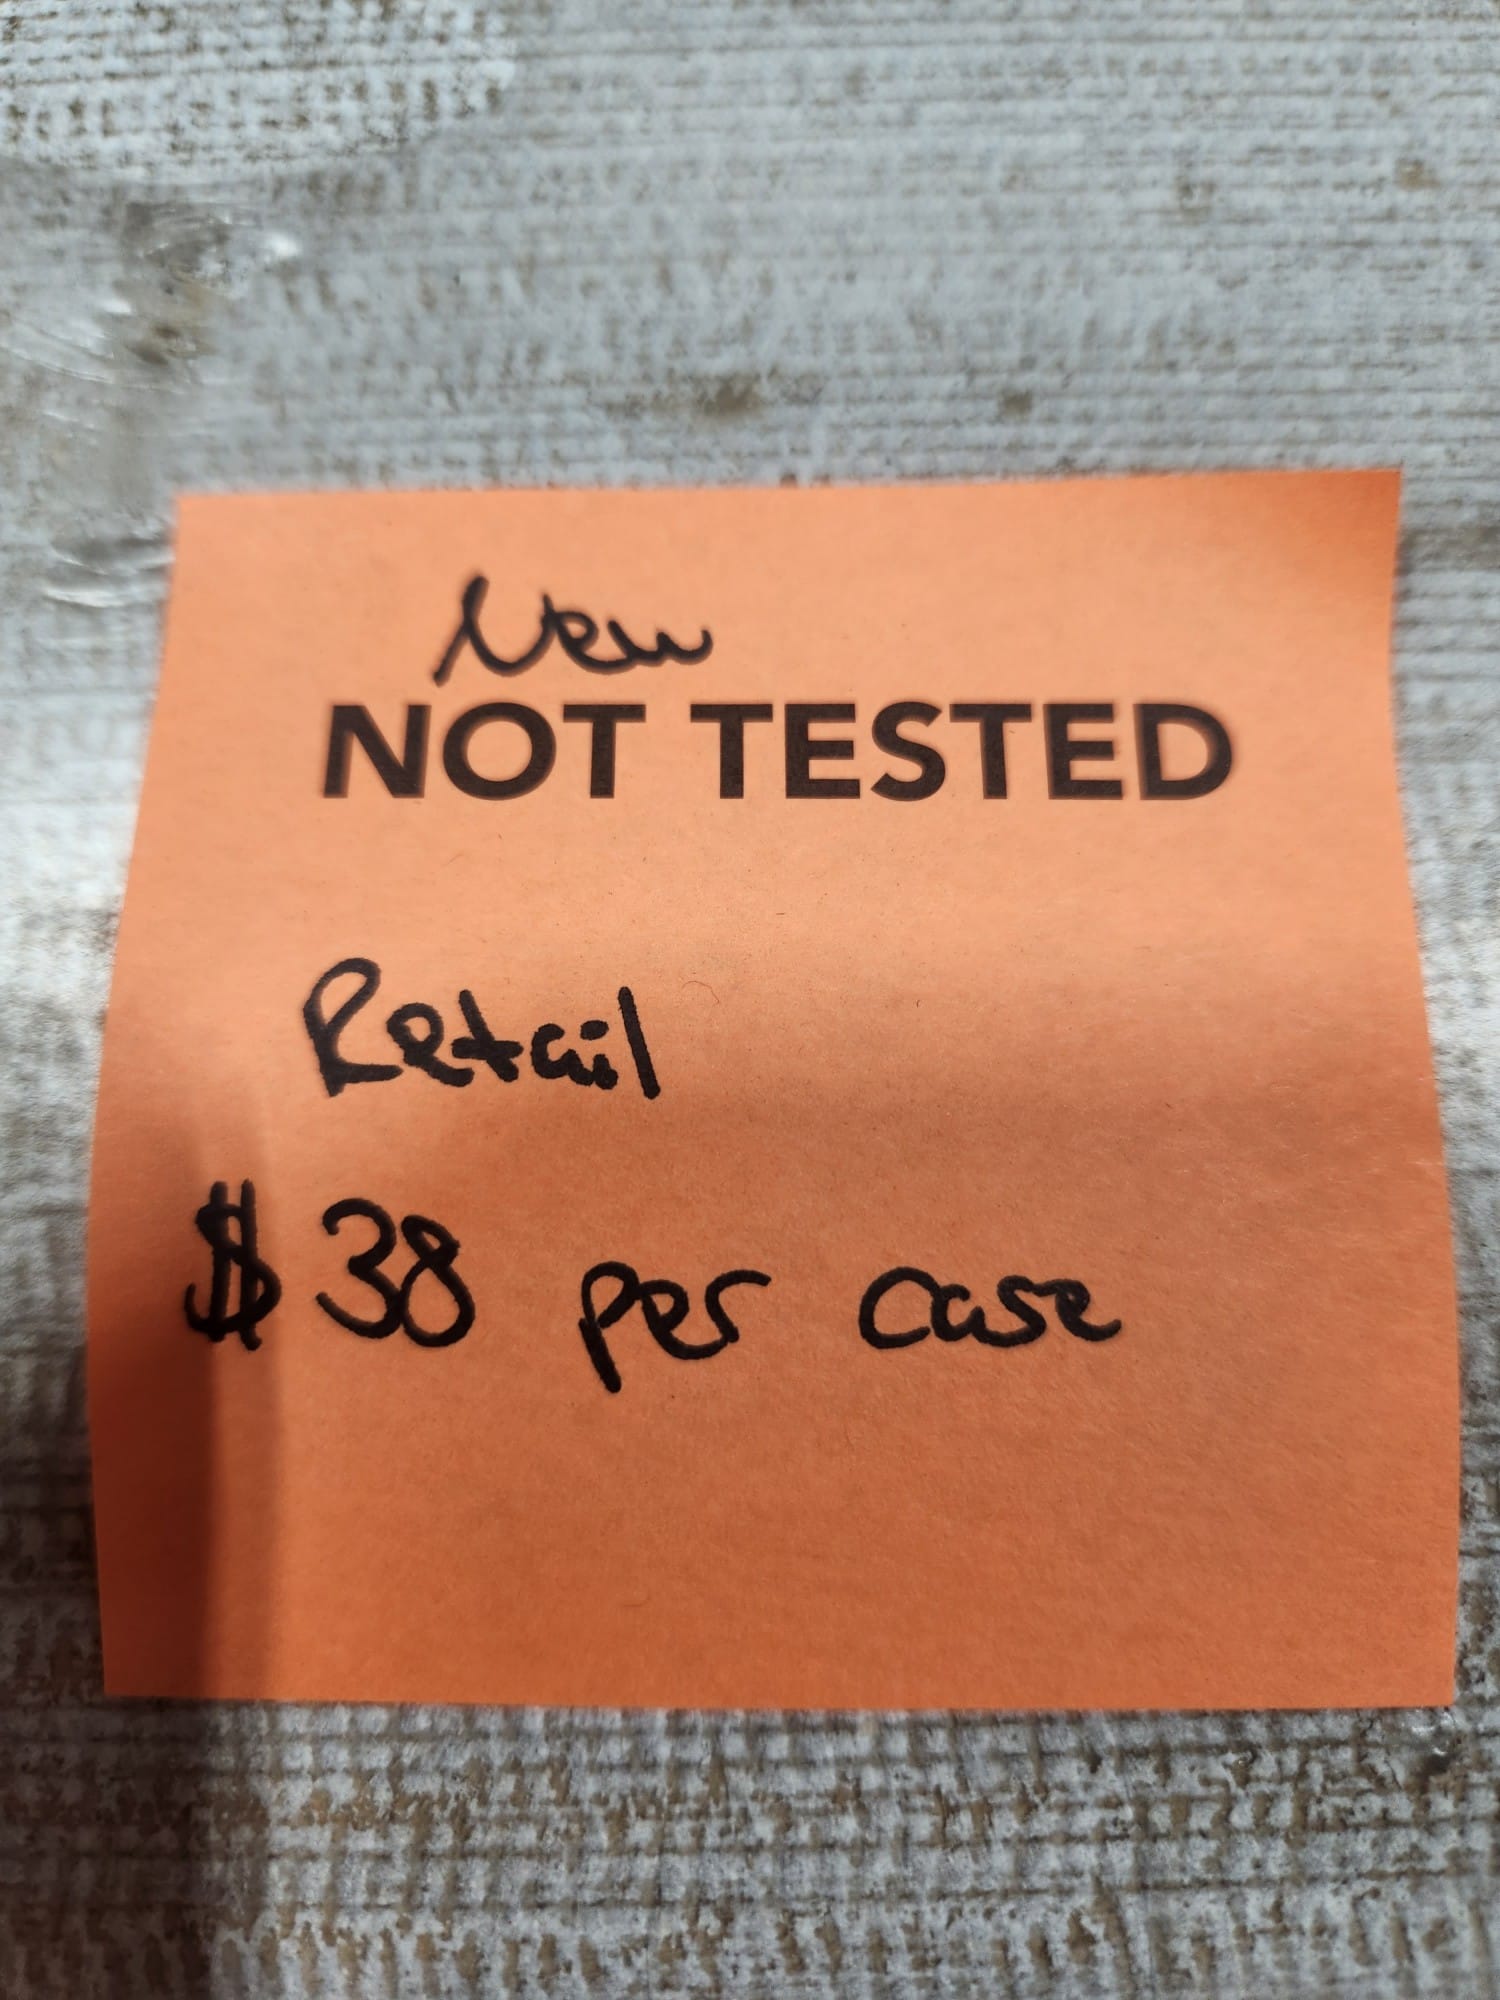 New
NOT TESTED
Retail
$38 per case